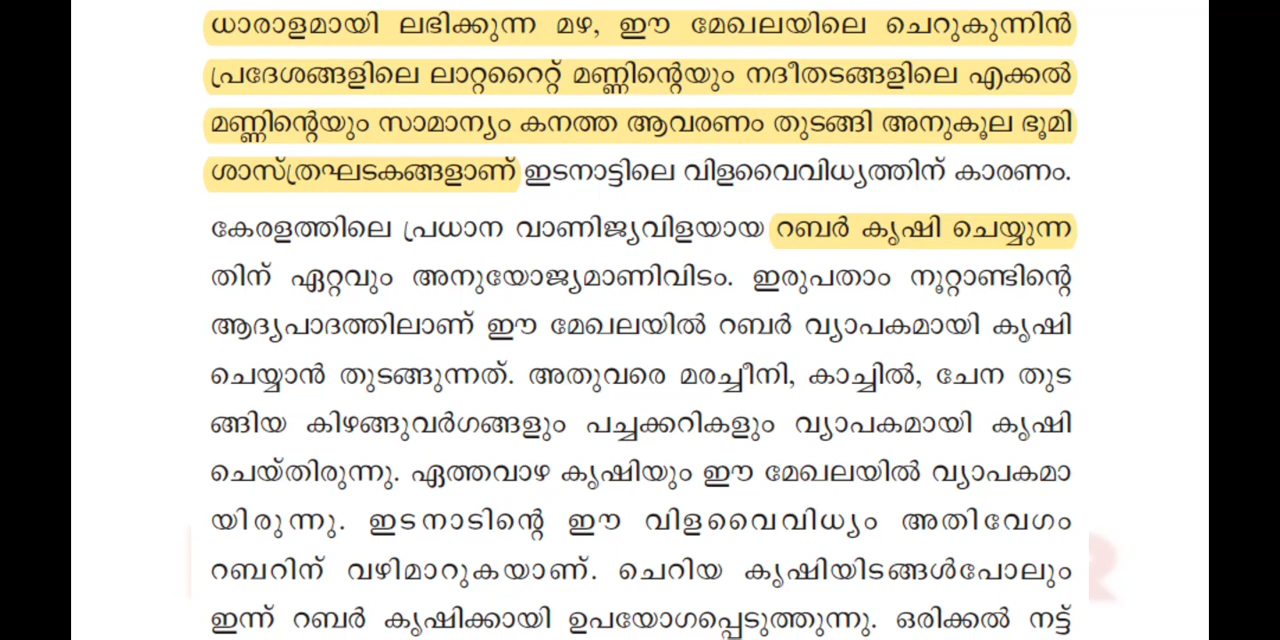 ധാരാളമായി ലഭിക്കുന്ന മഴ, ഈ മേഖലയിലെ ചെറുകുന്നിൻ
പ്രദേശങ്ങളിലെ ലാറ്ററൈറ്റ് മണ്ണിന്റെയും നദീതടങ്ങളിലെ എക്കൽ
മണ്ണിന്റെയും സാമാന്യം കനത്ത ആവരണം തുടങ്ങി അനുകൂല ഭൂമി
ശാസ്ത്രഘടകങ്ങളാണ് ഇടനാട്ടിലെ വിളവൈവിധ്യത്തിന് കാരണം.
കേരളത്തിലെ പ്രധാന വാണിജ്യവിളയായ റബർ കൃഷി ചെയ്യുന്ന
തിന് ഏറ്റവും അനുയോജ്യമാണിവിടം. ഇരുപതാം നൂറ്റാണ്ടിന്റെ
ആദ്യപാദത്തിലാണ് ഈ മേഖലയിൽ റബർ വ്യാപകമായി കൃഷി
ചെയ്യാൻ തുടങ്ങുന്നത്. അതുവരെ മരച്ചീനി, കാച്ചിൽ, ചേന തുട
ങ്ങിയ കിഴങ്ങുവർഗങ്ങളും പച്ചക്കറികളും വ്യാപകമായി കൃഷി
ചെയ്തിരുന്നു. ഏത്തവാഴ കൃഷിയും ഈ മേഖലയിൽ വ്യാപകമാ
യിരുന്നു. ഇടനാടിന്റെ ഈ വിളവൈവിധ്യം അതിവേഗം
റബറിന് വഴിമാറുകയാണ്. ചെറിയ കൃഷിയിടങ്ങൾപോലും
ഇന്ന് റബർ കൃഷിക്കായി ഉപയോഗപ്പെടുത്തുന്നു. ഒരിക്കൽ നട്ട്